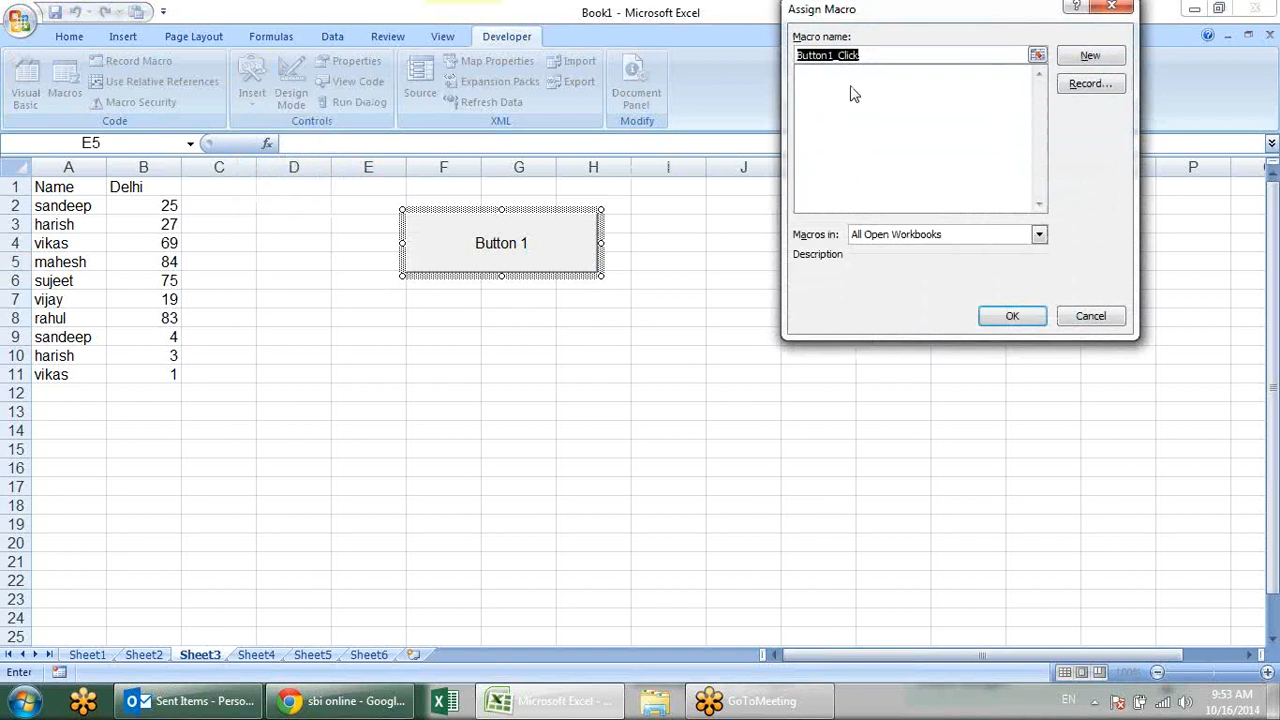 Book1 - Microsoft Excel
Assign Macro
Home Insert Page Layout Formulas Data Review View Developer
Macro name:
Button1_Click
New
Record...
Visual Basic
Macros
Use Relative References
Macro Security
Code
Insert
Design Mode
Properties
View Code
Run Dialog
Controls
Source
Map Properties
Expansion Packs
Refresh Data
Import
Export
XML
Document Panel
Modify
E5
fx
A B C D E F G H I J P
1 Name Delhi
2 sandeep 25
3 harish 27
4 vikas 69
5 mahesh 84
6 sujeet 75
7 vijay 19
8 rahul 83
9 sandeep 4
10 harish 3
11 vikas 1
12
13
14
15
16
17
18
19
20
21
22
23
24
25
Button 1
Macros in: All Open Workbooks
Description
OK Cancel
Sheet1 Sheet2 Sheet3 Sheet4 Sheet5 Sheet6
Enter
100%
Sent Items - Perso...
sbi online - Googl...
Microsoft Excel - ...
GoToMeeting
EN
9:53 AM
10/16/2014